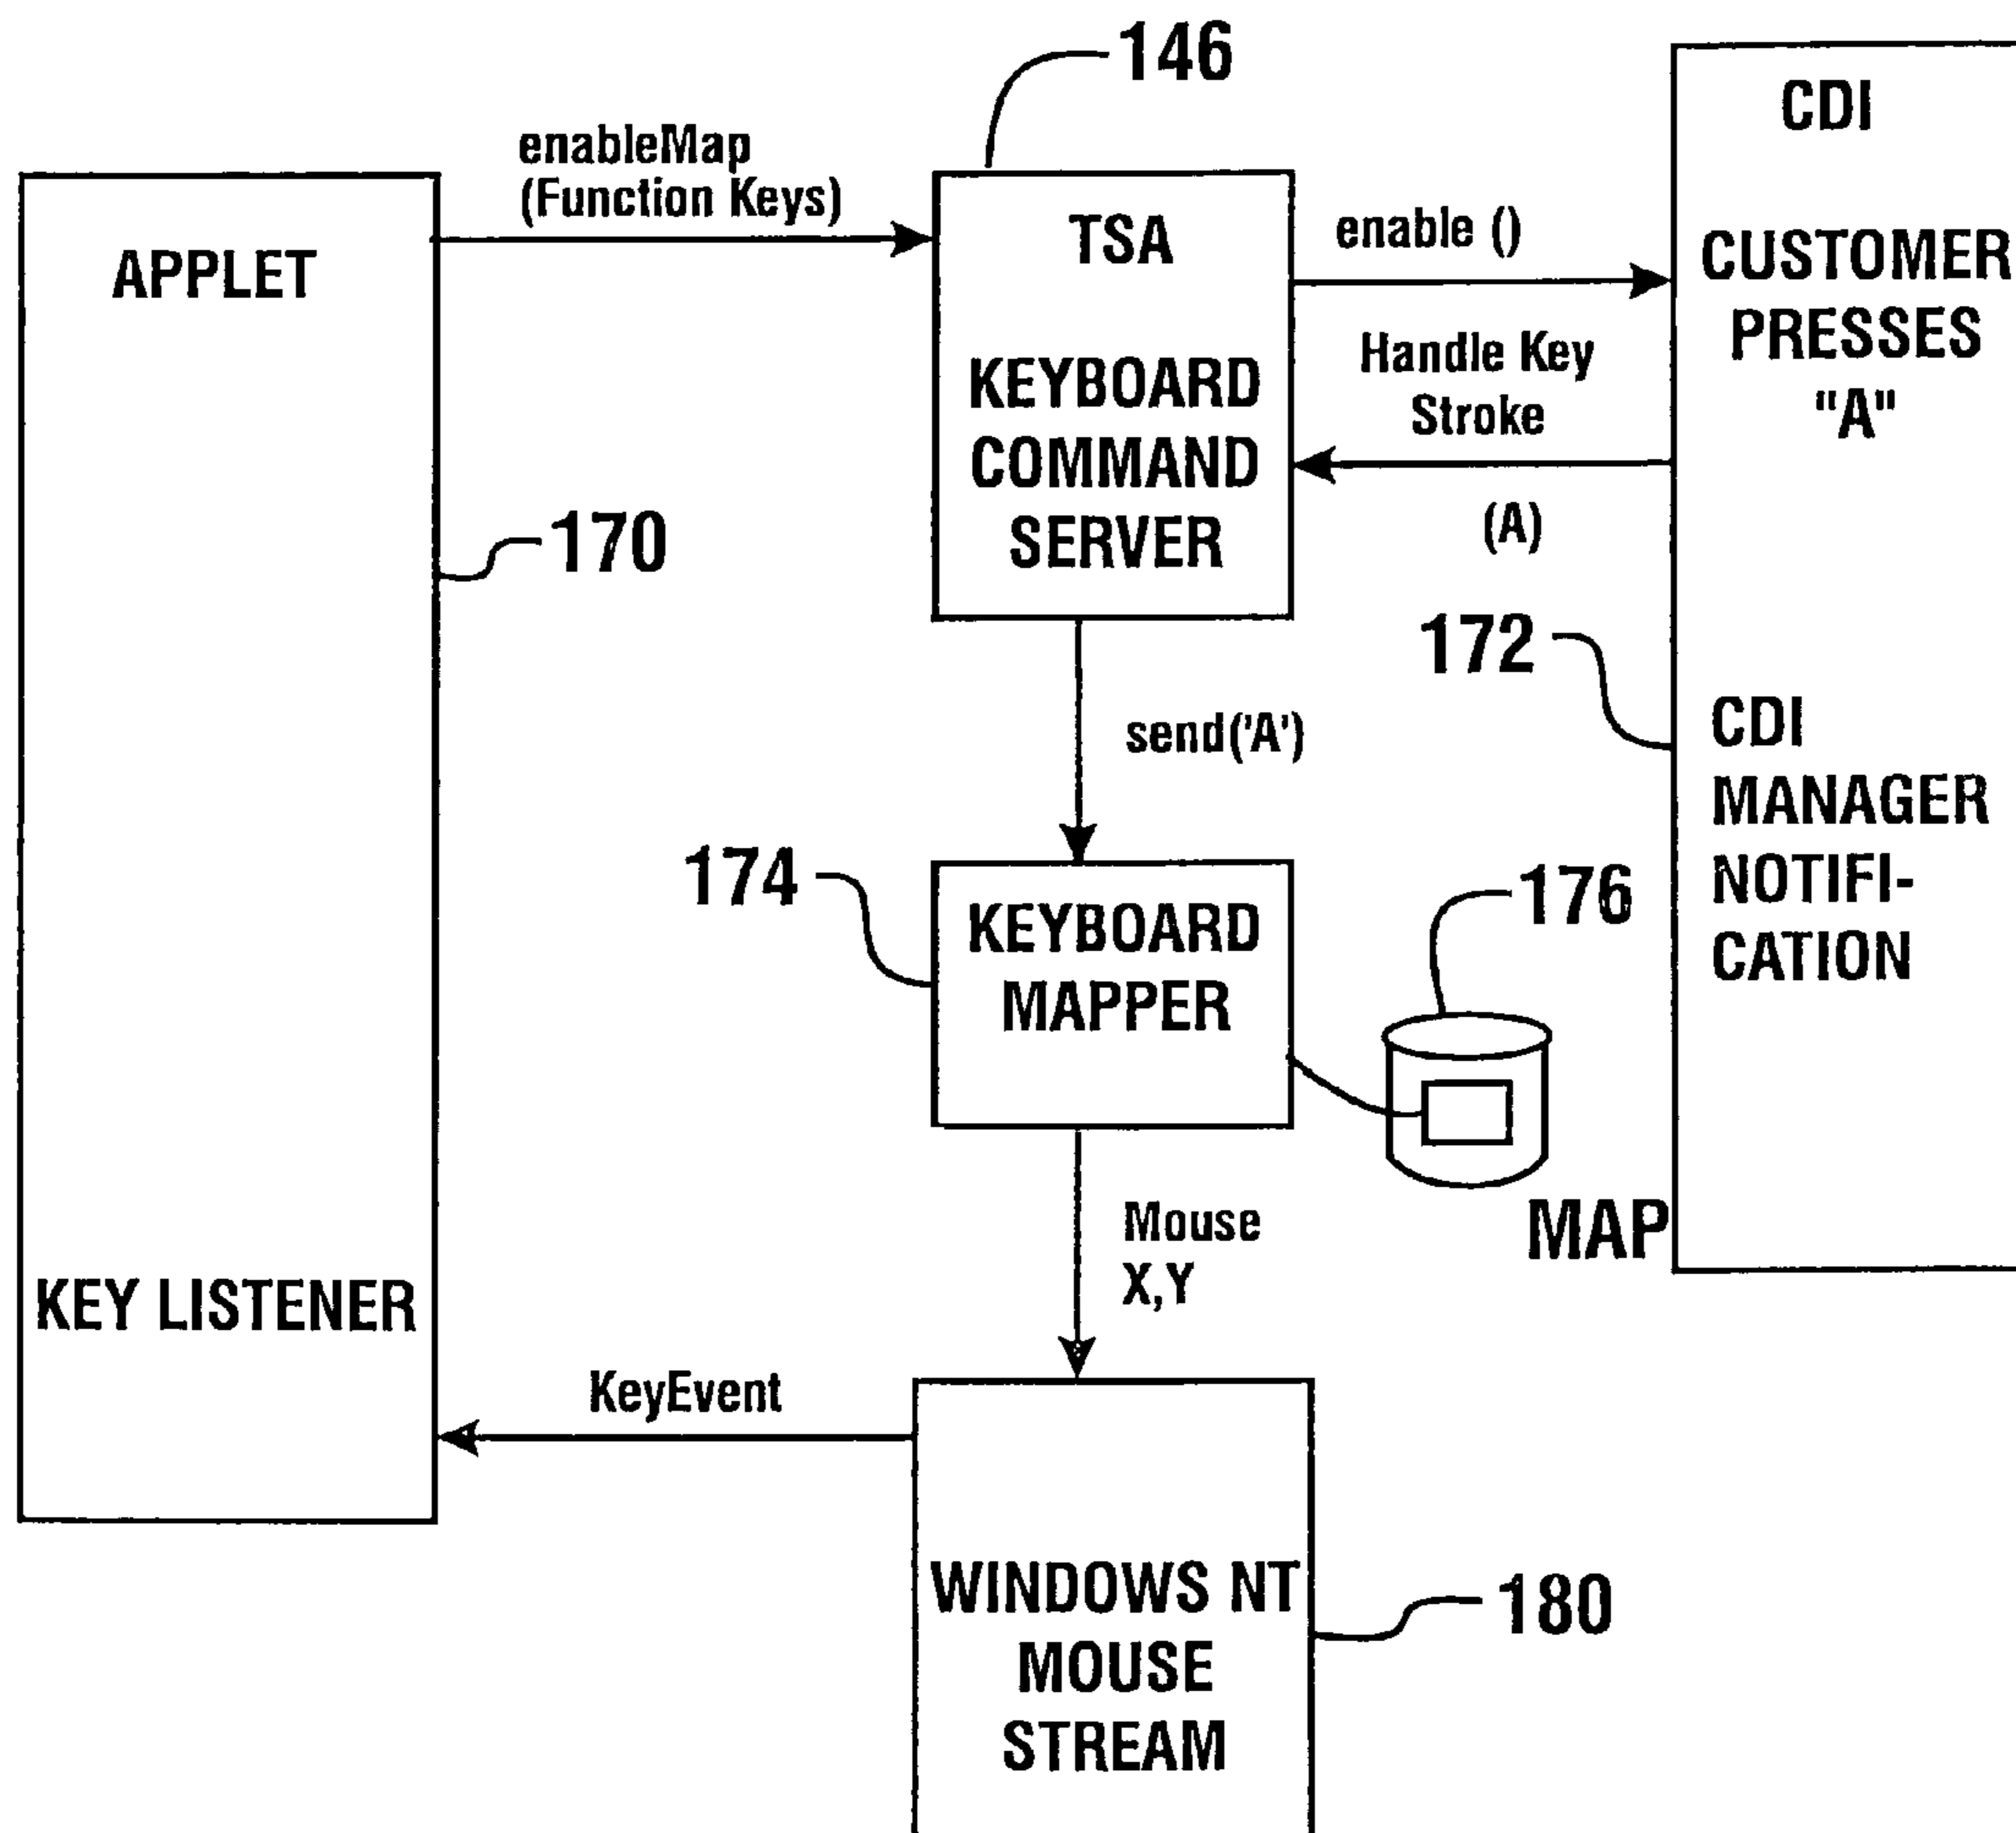 146
CDI
enableMap
(Function Keys)
APPLET
TSA
enable ()
CUSTOMER
PRESSES
"A"
KEYBOARD
COMMAND
SERVER
Handle Key
Stroke
(A)
170
172
send('A')
CDI
MANAGER
NOTIFI-
CATION
174
KEYBOARD
MAPPER
176
MAP
Mouse
X,Y
KEY LISTENER
KeyEvent
WINDOWS NT
MOUSE
STREAM
180